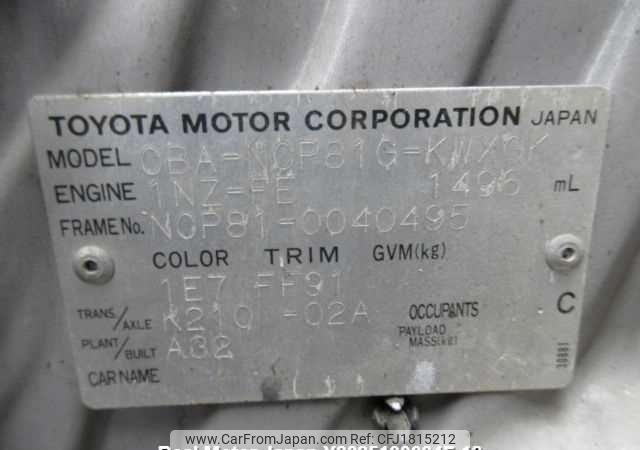 TOYOTA MOTOR CORPORATION JAPAN
MODEL CBA-NCP81G-KWXGK
ENGINE 1NZ-FE 1496 mL
FRAME No. NCP81-0040495
COLOR TRIM GVM(kg)
1E7 FF91
TRANS/AXLE K210 -02A OCCUPANTS C
PAYLOAD MASS(kg)
PLANT/BUILT A32
CAR NAME ( )
30881
www.CarFromJapan.com Ref No. CFJ1815212